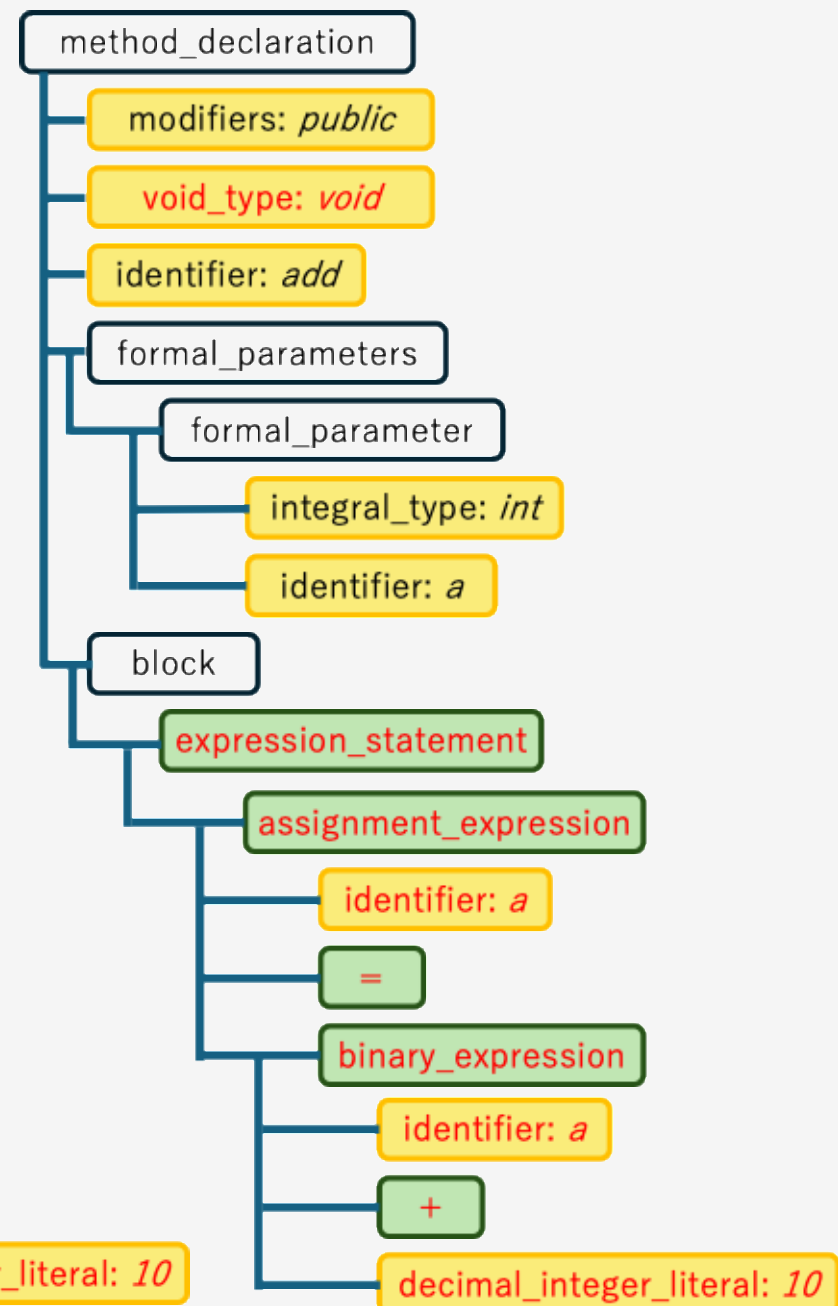 method_declaration
modifiers: public
void_type: void
identifier: add
formal_parameters
formal_parameter
integral_type: int
identifier: a
block
expression_statement
assignment_expression
identifier: a
=
binary_expression
identifier: a
+
_literal: 10
decimal_integer_literal: 10